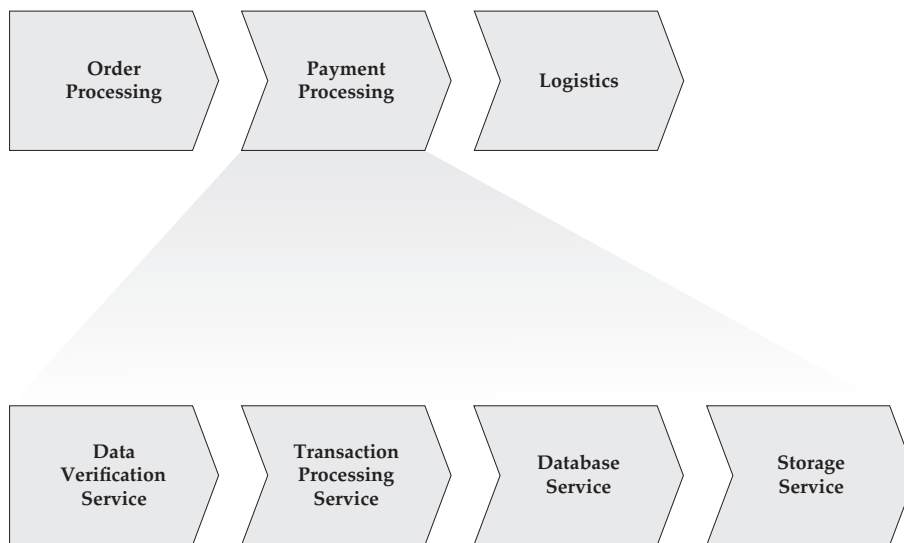 Order
Processing
Payment
Processing
Logistics
Data
Verification
Service
Transaction
Processing
Service
Database
Service
Storage
Service